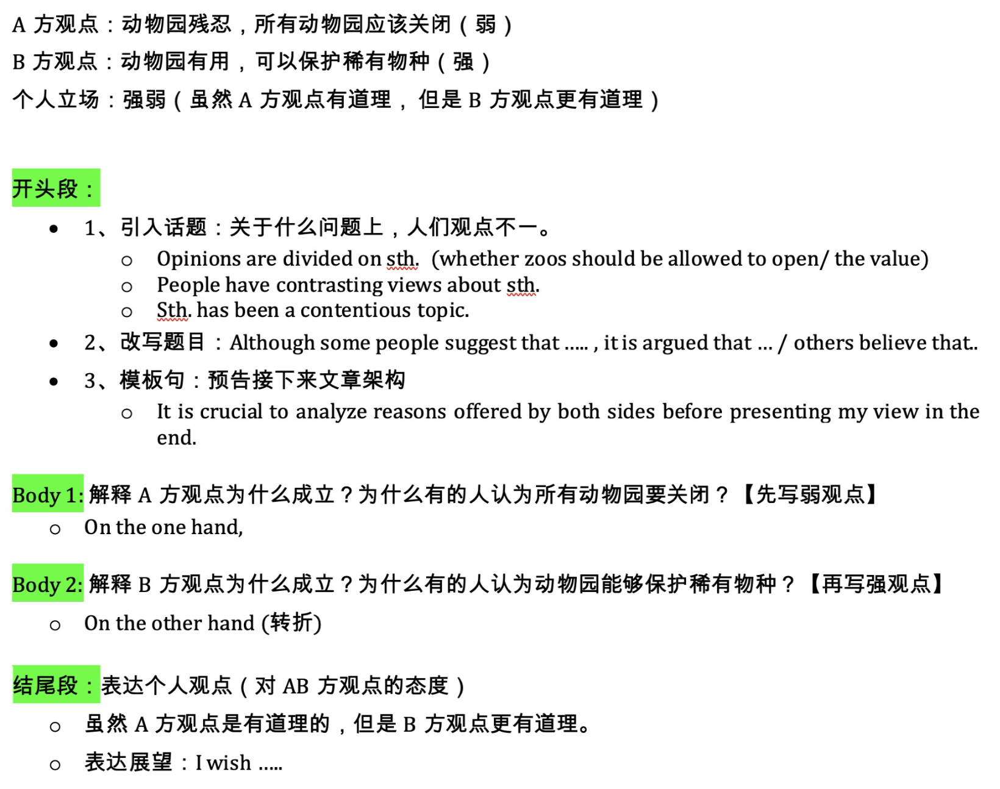 A 方观点：动物园残忍，所有动物园应该关闭（弱）
B 方观点：动物园有用，可以保护稀有物种（强）
个人立场：强弱（虽然 A 方观点有道理， 但是 B 方观点更有道理）
开头段：
• 1、引入话题：关于什么问题上，人们观点不一。
○ Opinions are divided on sth. (whether zoos should be allowed to open/ the value)
○ People have contrasting views about sth.
○ Sth. has been a contentious topic.
• 2、改写题目：Although some people suggest that ….. , it is argued that … / others believe that..
• 3、模板句：预告接下来文章架构
○ It is crucial to analyze reasons offered by both sides before presenting my view in the
end.
Body 1: 解释 A 方观点为什么成立？为什么有的人认为所有动物园要关闭？【先写弱观点】
○ On the one hand,
Body 2: 解释 B 方观点为什么成立？为什么有的人认为动物园能够保护稀有物种？【再写强观点】
○ On the other hand (转折)
结尾段：表达个人观点（对 AB 方观点的态度）
○ 虽然 A 方观点是有道理的，但是 B 方观点更有道理。
○ 表达展望：I wish …..